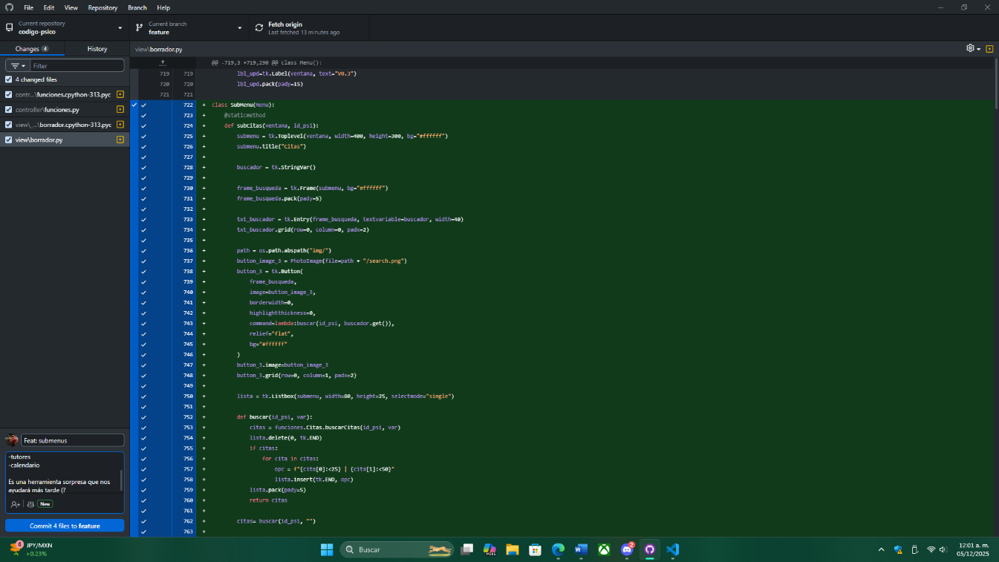 File Edit View Repository Branch Help
Current repository
codigo-psico
Current branch
feature
Fetch origin
Last fetched 13 minutes ago
Changes 4 History
view\borrador.py
Filter
4 changed files
contr...\funciones.cpython-313.pyc
controller\funciones.py
view\_...\borrador.cpython-313.pyc
view\borrador.py
@@ -719,3 +719,290 @@ class Menu():
719 719 lbl_upd=tk.Label(ventana, text="V0.3")
720 720 lbl_upd.pack(pady=15)
721 721
722 + class SubMenu(Menu):
723 + @staticmethod
724 + def subCitas(ventana, id_psi):
725 + submenu = tk.Toplevel(ventana, width=400, height=300, bg="#ffffff")
726 + submenu.title("Citas")
727 +
728 + buscador = tk.StringVar()
729 +
730 + frame_busqueda = tk.Frame(submenu, bg="#ffffff")
731 + frame_busqueda.pack(pady=5)
732 +
733 + txt_buscador = tk.Entry(frame_busqueda, textvariable=buscador, width=40)
734 + txt_buscador.grid(row=0, column=0, padx=2)
735 +
736 + path = os.path.abspath("img/")
737 + button_image_3 = PhotoImage(file=path + "/search.png")
738 + button_3 = tk.Button(
739 + frame_busqueda,
740 + image=button_image_3,
741 + borderwidth=0,
742 + highlightthickness=0,
743 + command=lambda:buscar(id_psi, buscador.get()),
744 + relief="flat",
745 + bg="#ffffff"
746 + )
747 + button_3.image=button_image_3
748 + button_3.grid(row=0, column=1, padx=2)
749 +
750 + lista = tk.Listbox(submenu, width=80, height=25, selectmode="single")
751 +
752 + def buscar(id_psi, var):
753 + citas = funciones.Citas.buscarCitas(id_psi, var)
754 + lista.delete(0, tk.END)
755 + if citas:
756 + for cita in citas:
757 + opc = f"{cita[0]:<25} | {cita[1]:<50}"
758 + lista.insert(tk.END, opc)
759 + lista.pack(pady=5)
760 + return citas
761 +
762 + citas= buscar(id_psi, "")
763 +
Feat: submenus
-tutores
-calendario
Es una herramienta sorpresa que nos
ayudará más tarde (?
New
Commit 4 files to feature
8
JPY/MXN
+0.23%
Buscar
M365
2
12:01 a. m.
05/12/2025